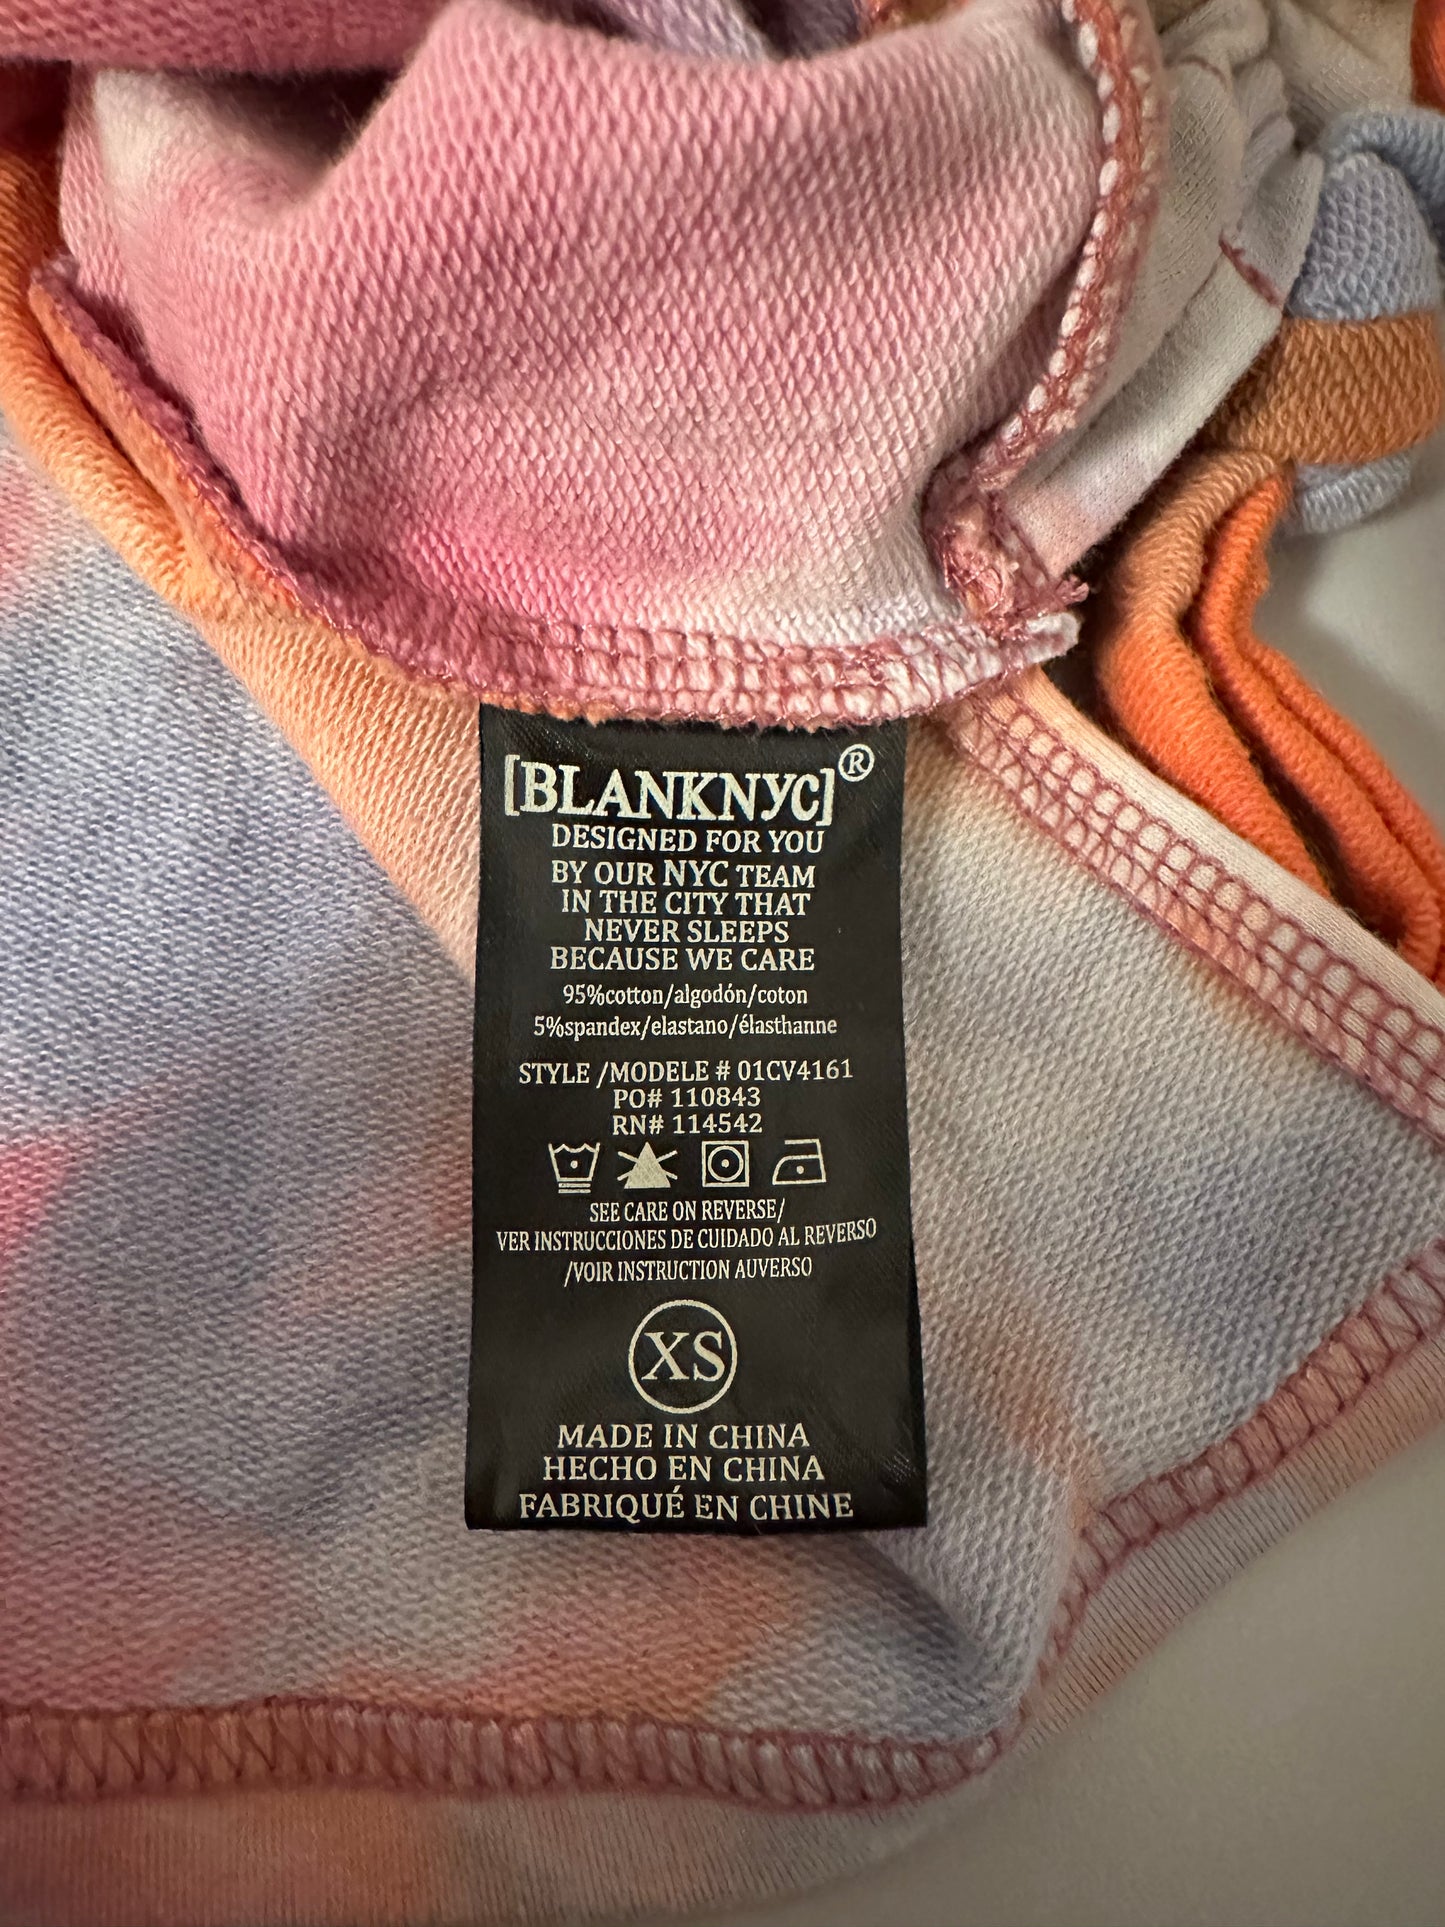 [BLANKNYC]®
DESIGNED FOR YOU
BY OUR NYC TEAM
IN THE CITY THAT
NEVER SLEEPS
BECAUSE WE CARE
95%cotton/algodón/coton
5%spandex/elastano/élasthanne
STYLE /MODELE # 01CV4161
PO# 110843
RN# 114542
SEE CARE ON REVERSE/
VER INSTRUCCIONES DE CUIDADO AL REVERSO
/VOIR INSTRUCTION AUVERSO
XS
MADE IN CHINA
HECHO EN CHINA
FABRIQUÉ EN CHINE